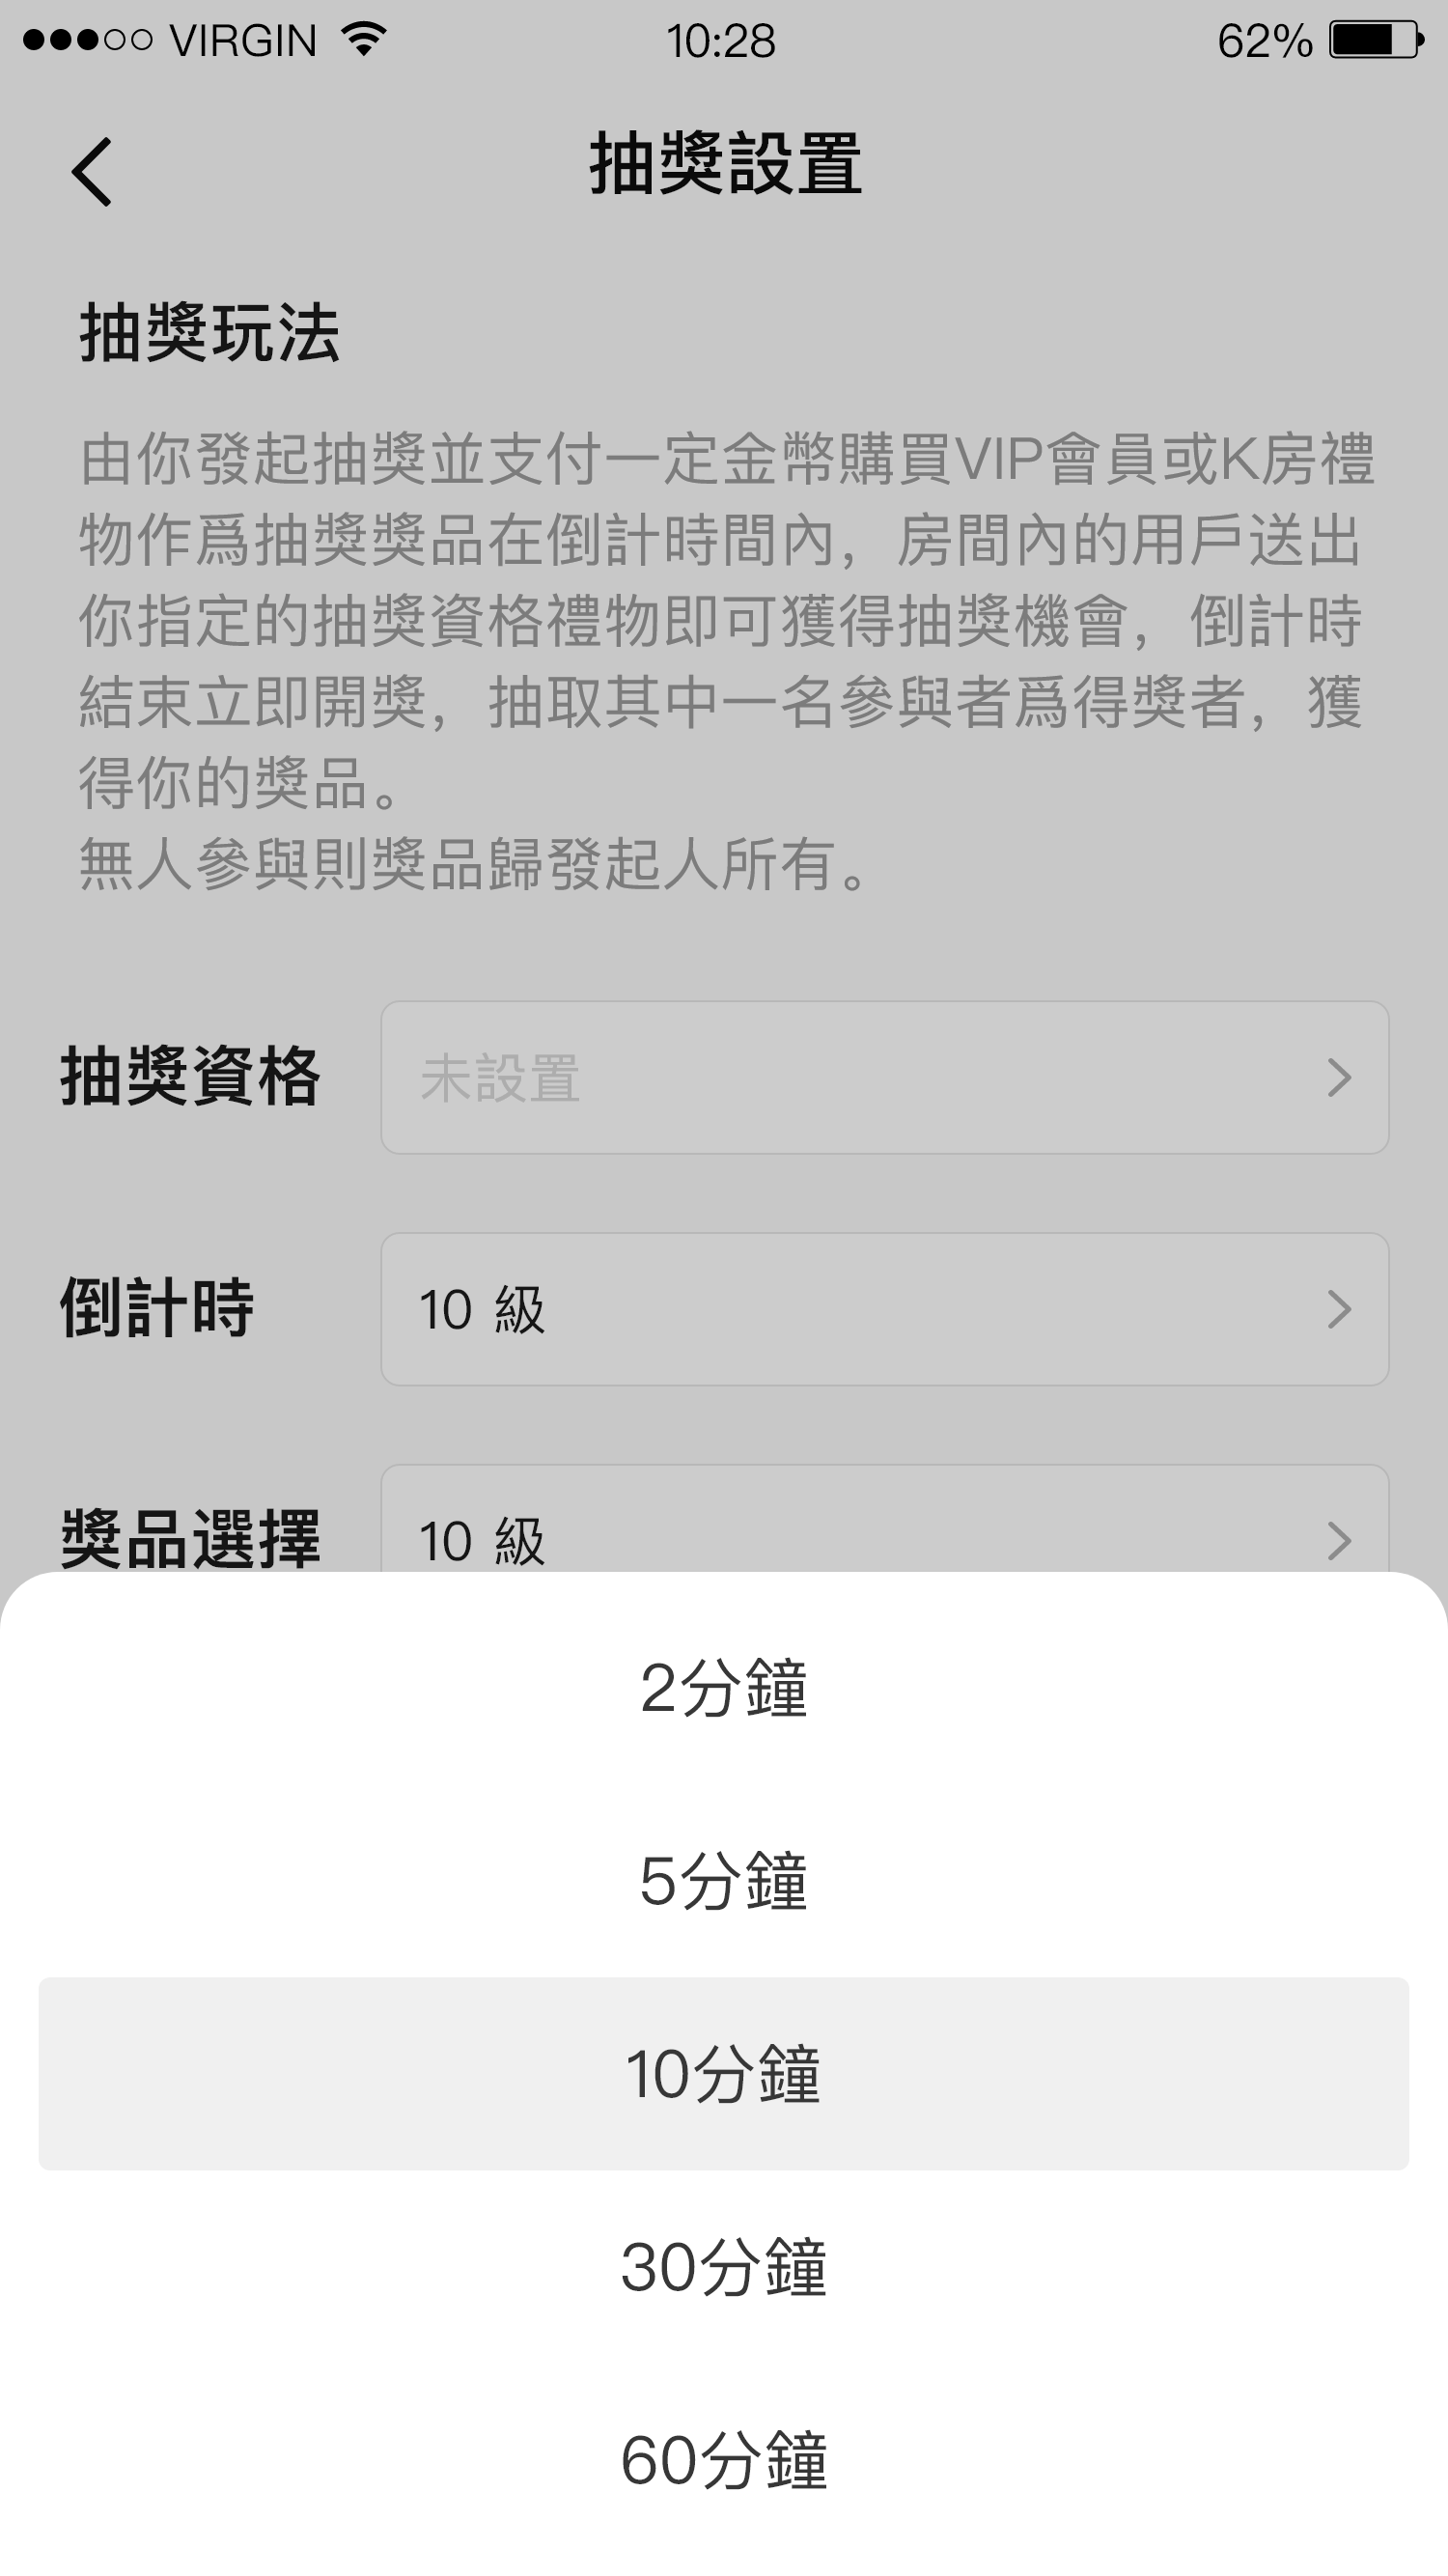 VIRGIN 10:28 62%
抽獎設置
抽獎玩法
由你發起抽獎並支付一定金幣購買VIP會員或K房禮
物作爲抽獎獎品在倒計時間內，房間內的用戶送出
你指定的抽獎資格禮物即可獲得抽獎機會，倒計時
結束立即開獎，抽取其中一名參與者爲得獎者，獲
得你的獎品。
無人參與則獎品歸發起人所有。
抽獎資格 未設置
倒計時 10 級
獎品選擇 10 級
2分鐘
5分鐘
10分鐘
30分鐘
60分鐘